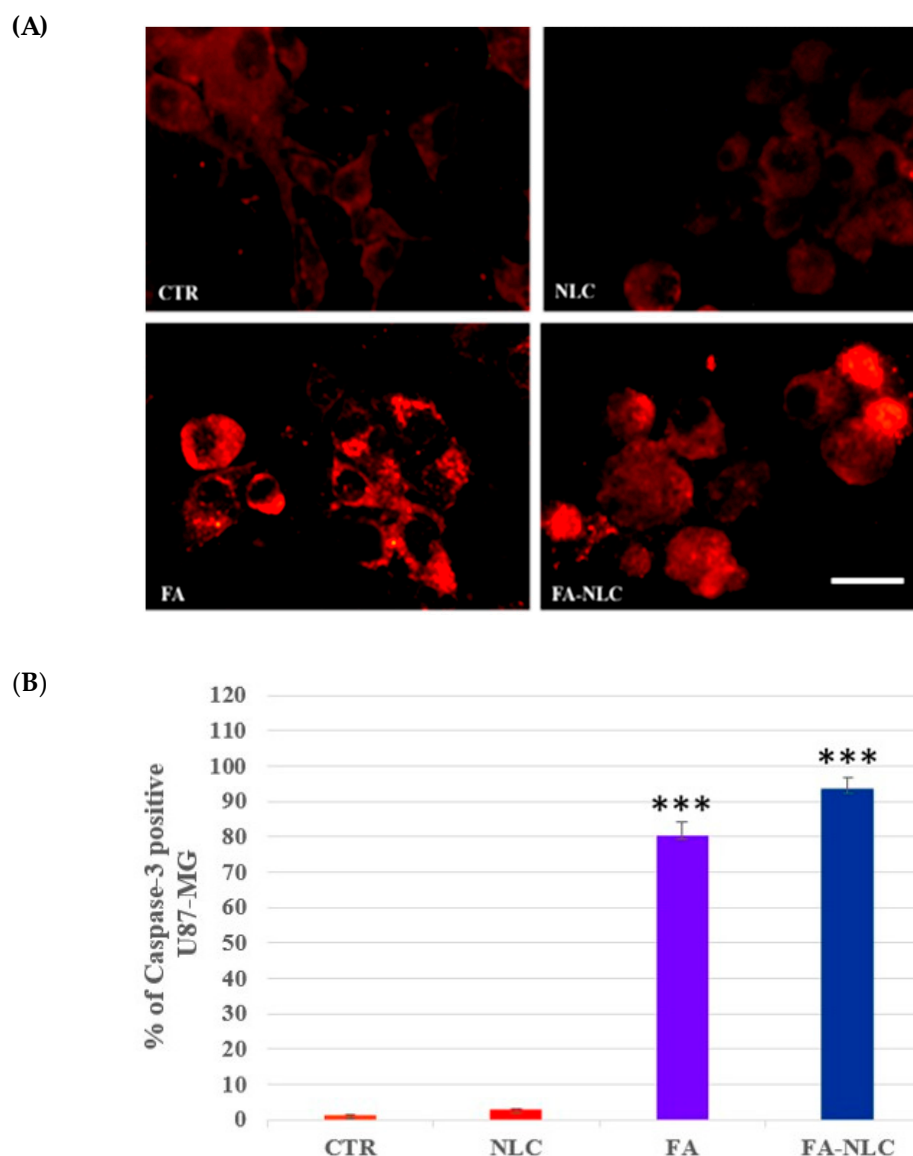 (A)
CTR
NLC
FA
FA-NLC
(B)
120
110
100
90
80
70
60
50
40
30
20
10
0
% of Caspase-3 positive
U87-MG
***
***
CTR NLC FA FA-NLC